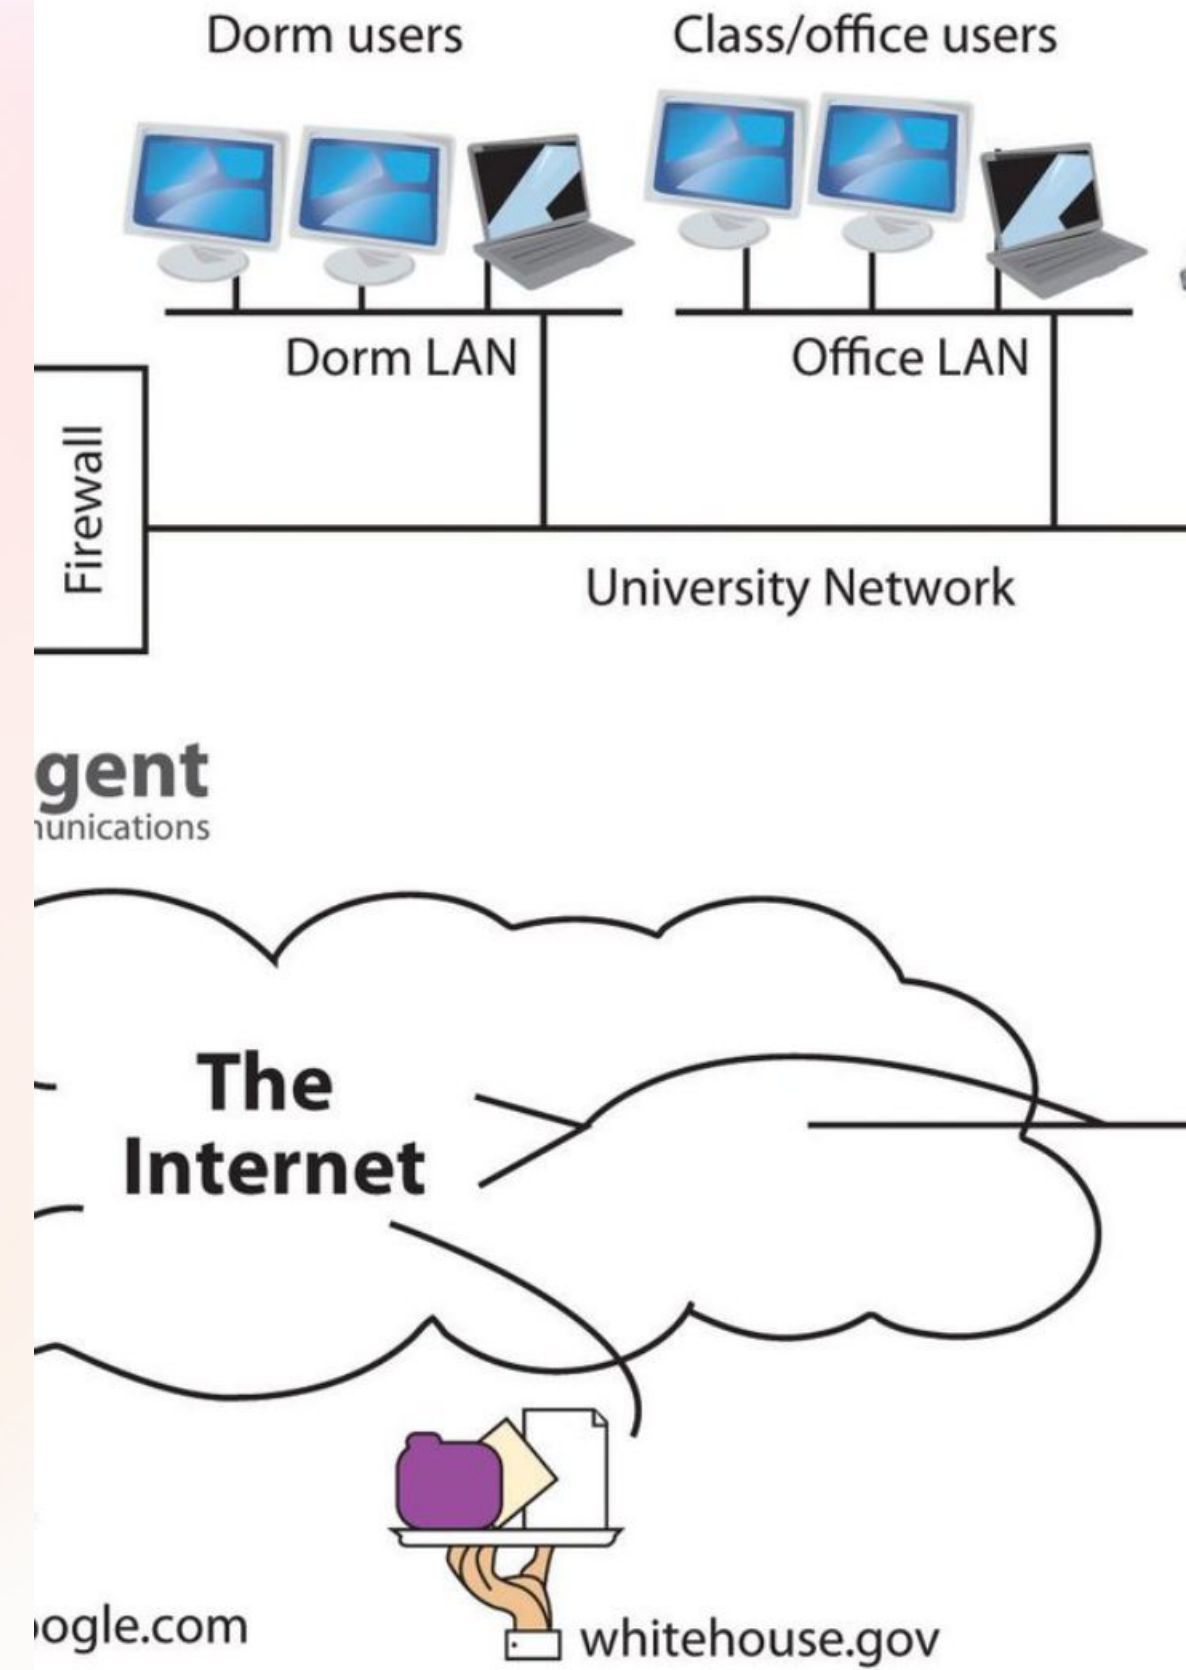 Dorm users
Class/office users
Dorm LAN
Office LAN
Firewall
University Network
gent
unications
The
Internet
ogle.com
whitehouse.gov